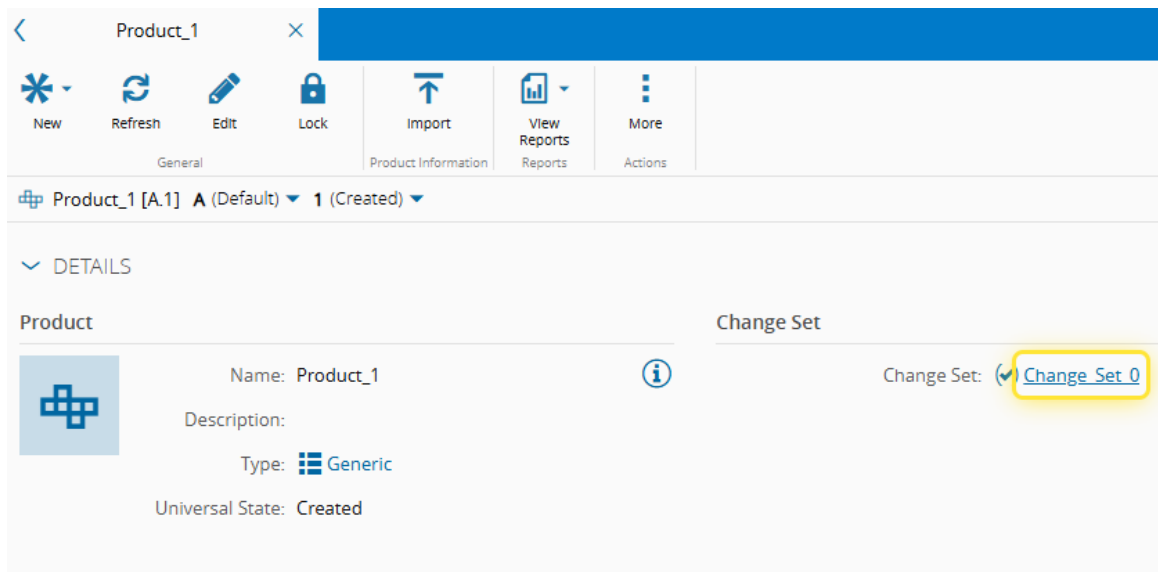 Product_1
New Refresh Edit Lock Import View Reports More
General Product Information Reports Actions
Product_1 [A.1] A (Default) 1 (Created)
DETAILS
Product Change Set
Name: Product_1 Change Set: Change_Set_0
Description:
Type: Generic
Universal State: Created